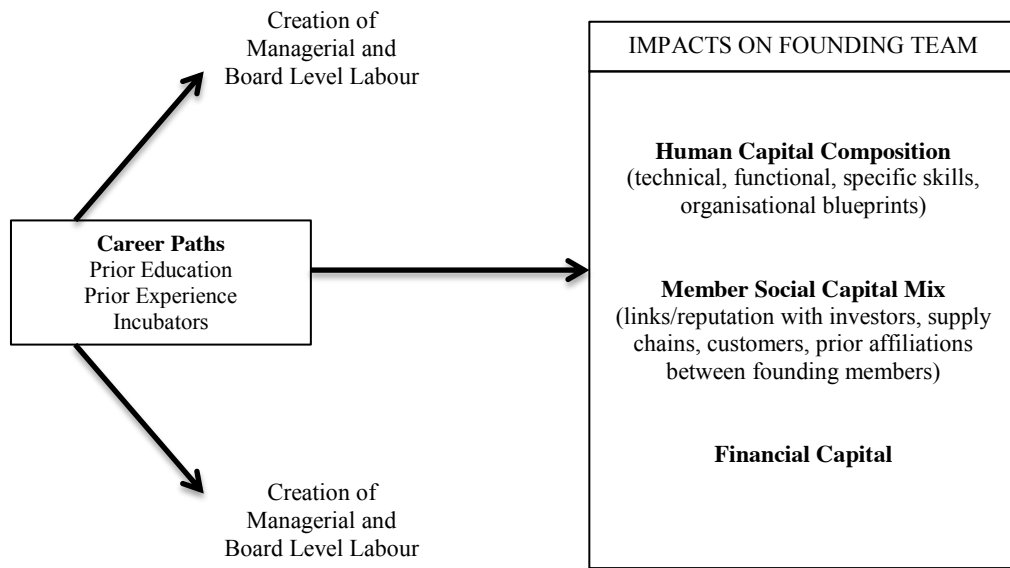 Creation of
Managerial and
Board Level Labour
IMPACTS ON FOUNDING TEAM
Human Capital Composition
(technical, functional, specific skills,
organisational blueprints)
Career Paths
Prior Education
Prior Experience
Incubators
Member Social Capital Mix
(links/reputation with investors, supply
chains, customers, prior affiliations
between founding members)
Financial Capital
Creation of
Managerial and
Board Level Labour